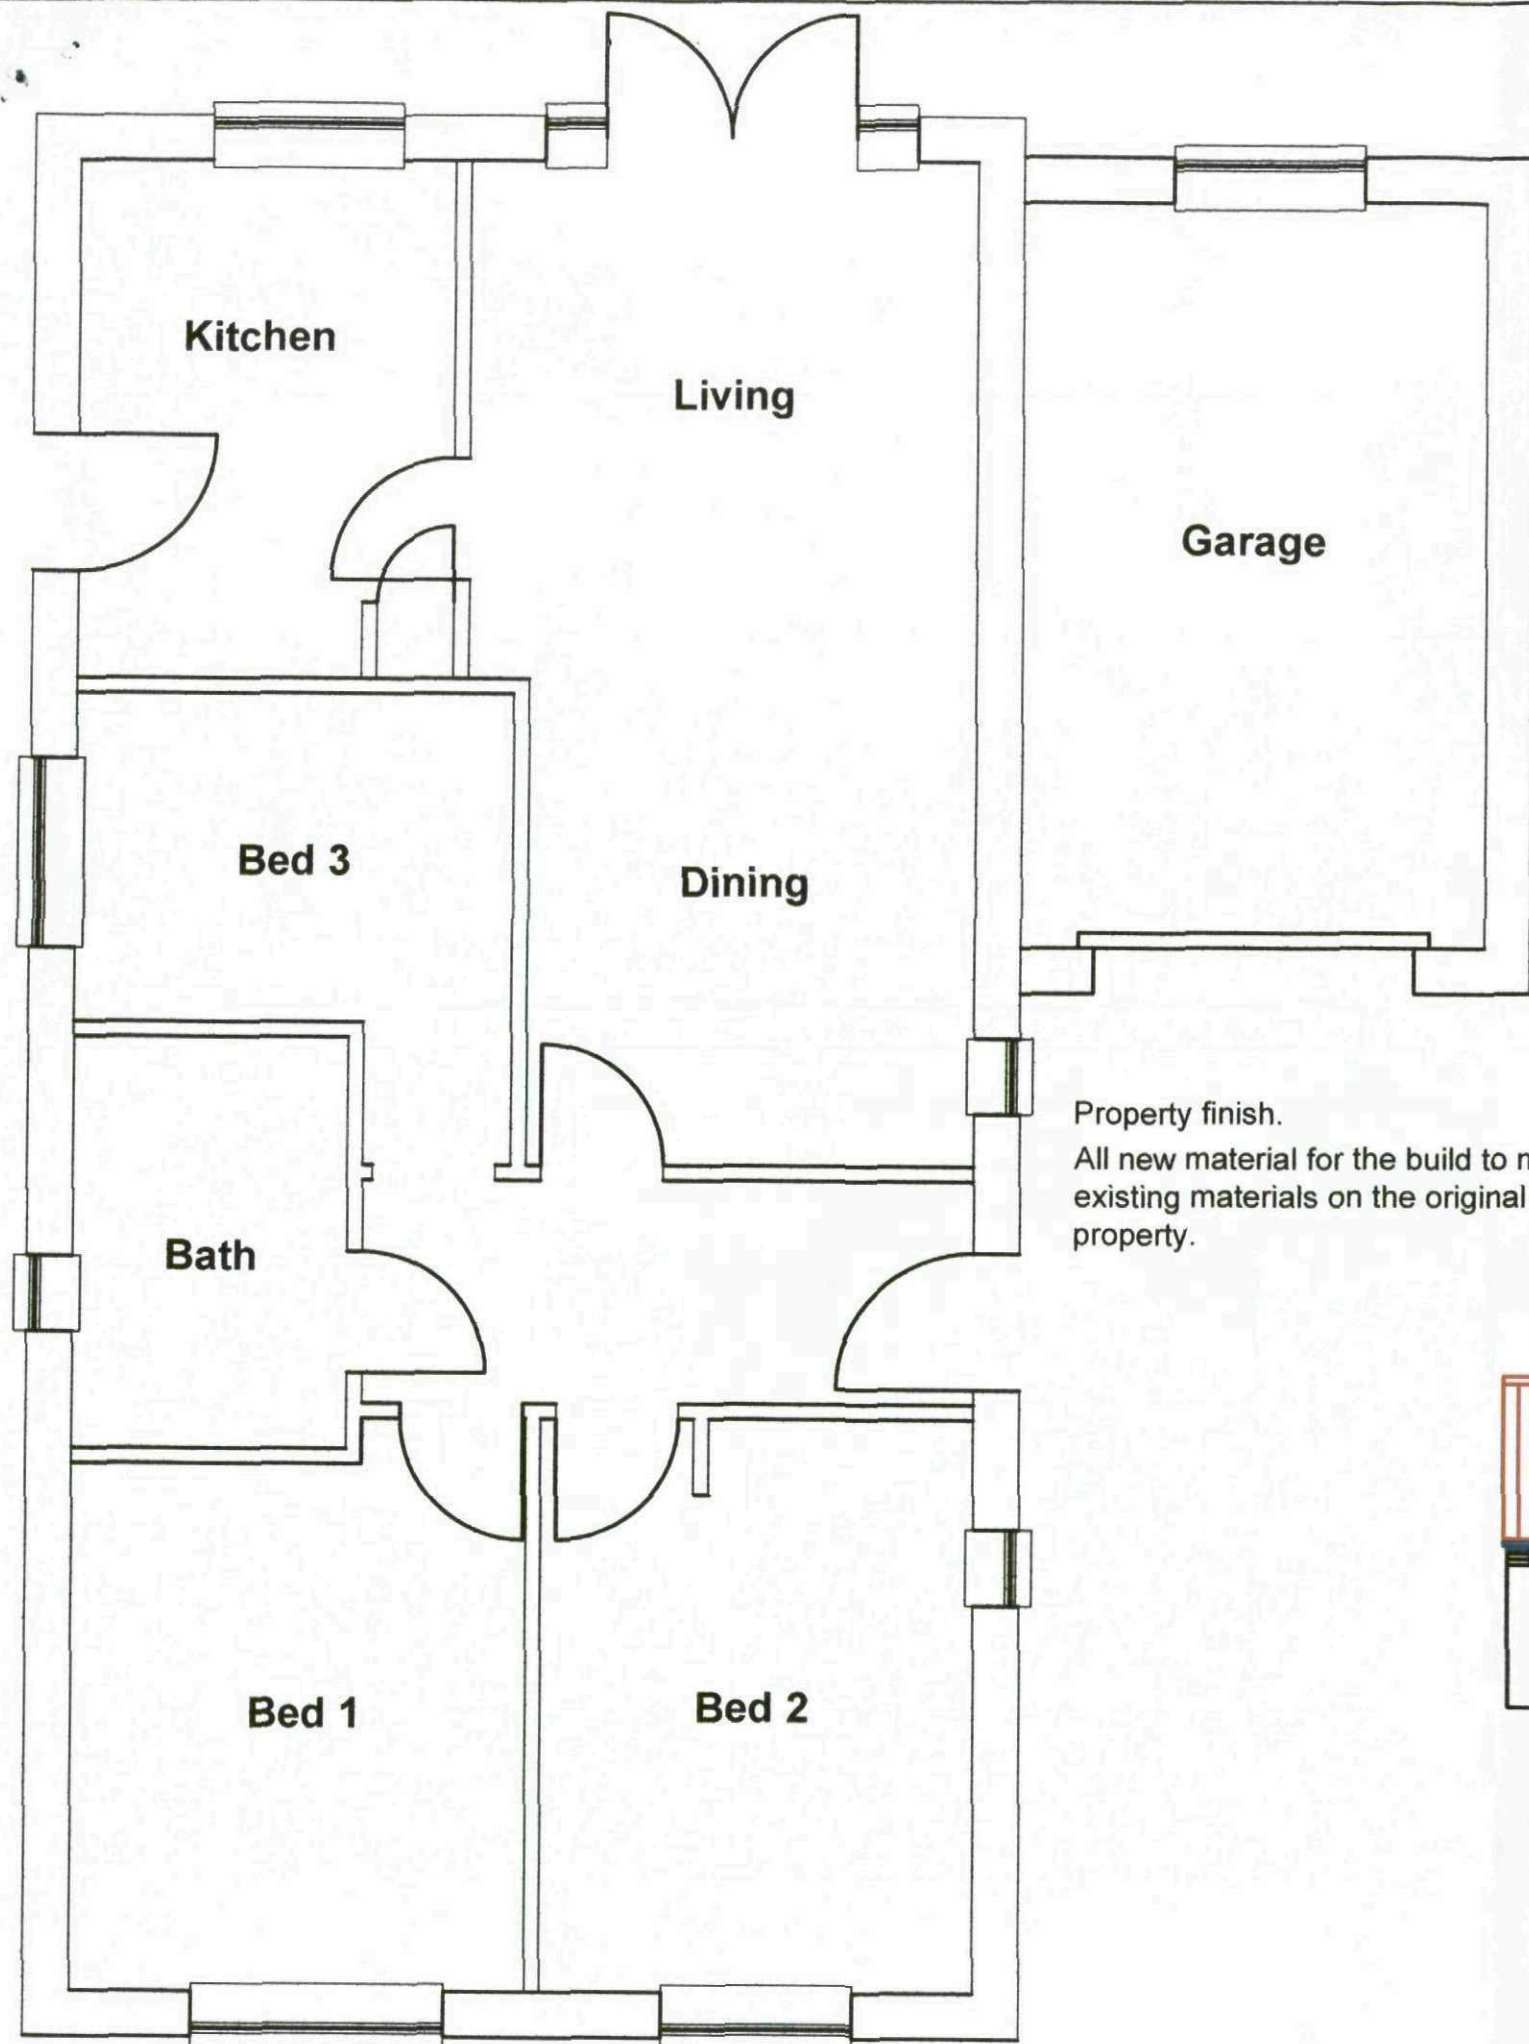 Kitchen
Living
Garage
Bed 3
Dining
Property finish.
All new material for the build to
existing materials on the original
property.
Bath
Bed 1
Bed 2